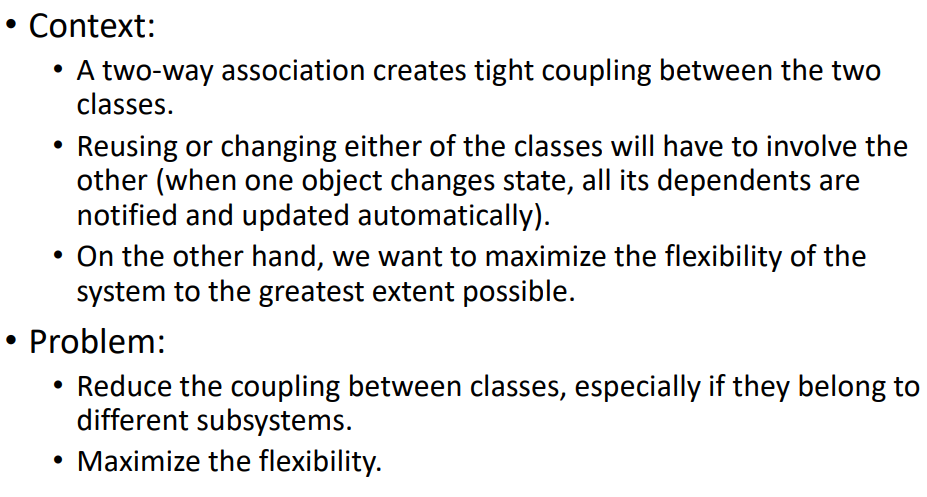 • Context:
• A two-way association creates tight coupling between the two
classes.
• Reusing or changing either of the classes will have to involve the
other (when one object changes state, all its dependents are
notified and updated automatically).
• On the other hand, we want to maximize the flexibility of the
system to the greatest extent possible.
• Problem:
• Reduce the coupling between classes, especially if they belong to
different subsystems.
• Maximize the flexibility.